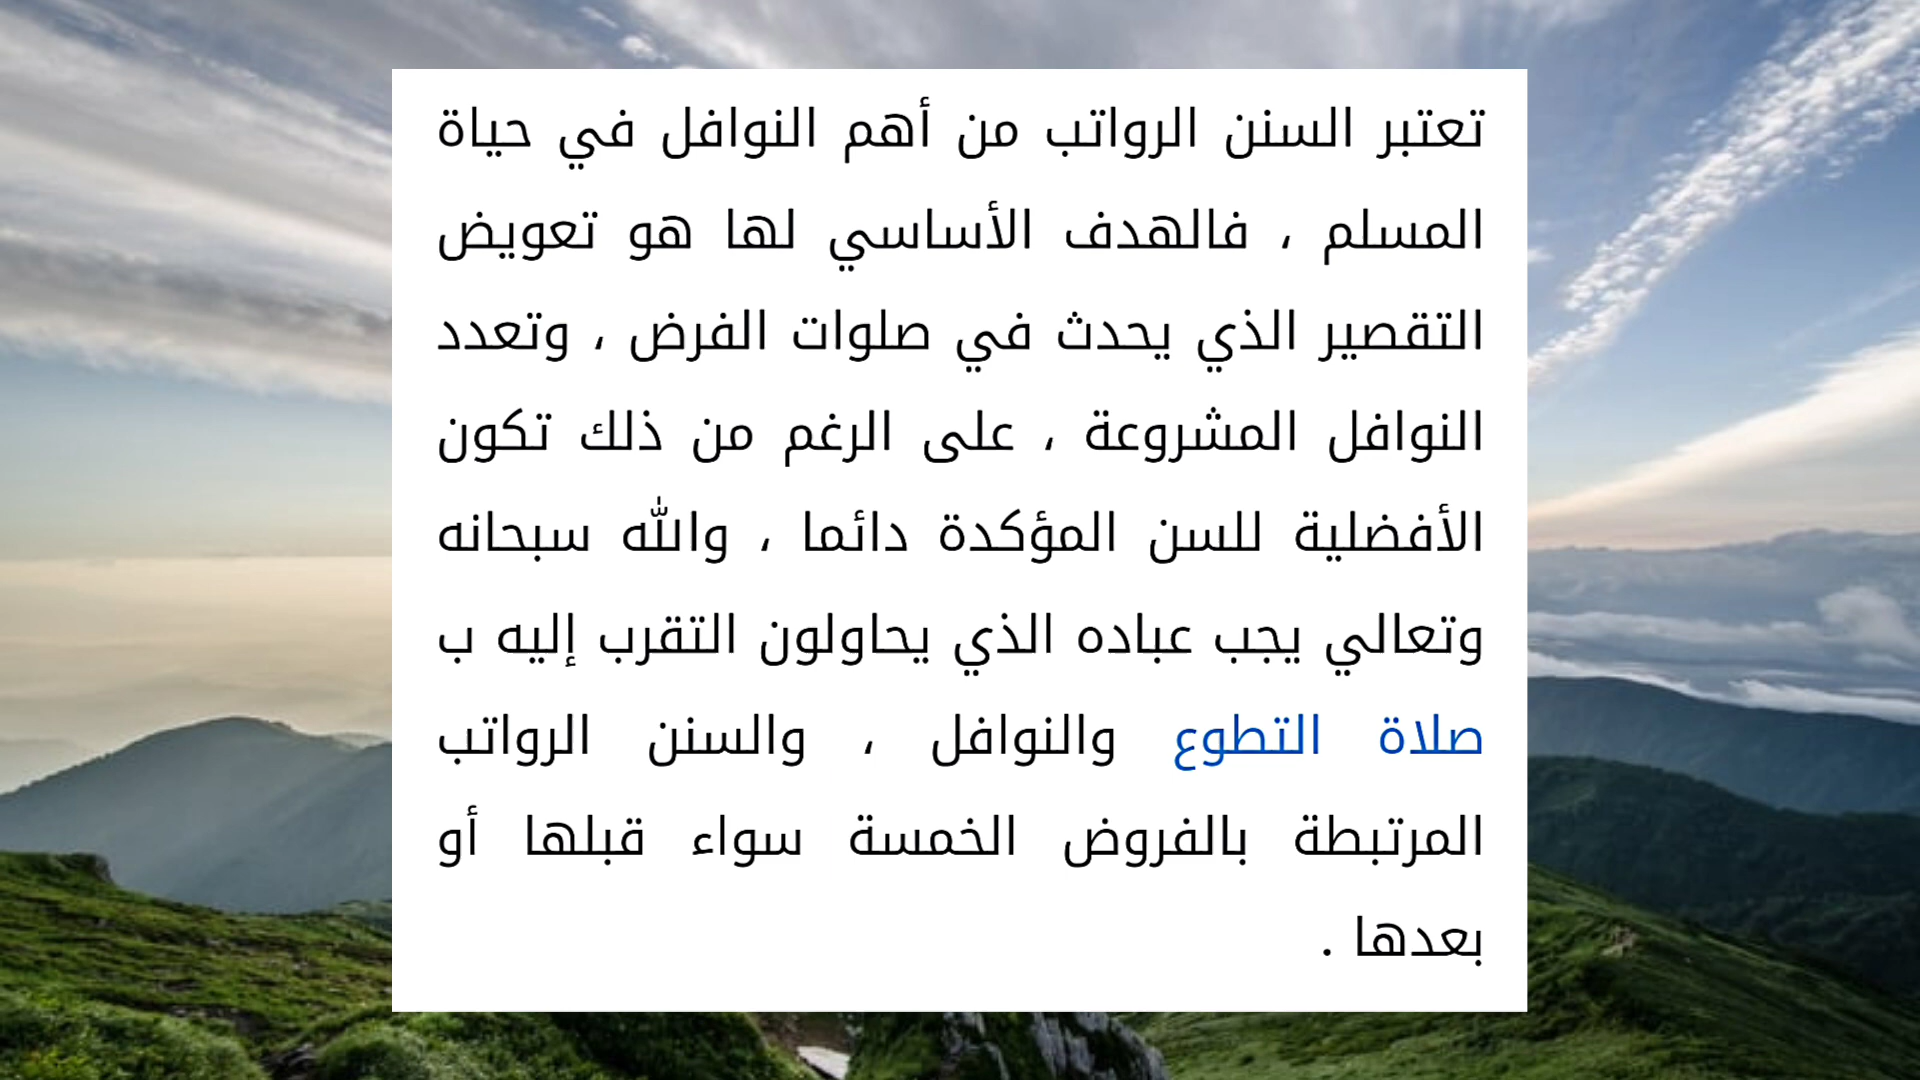 تعتبر السنن الرواتب من أهم النوافل في حياة
المسلم ، فالهدف الأساسي لها هو تعويض
التقصير الذي يحدث في صلوات الفرض ، وتعدد
النوافل المشروعة ، على الرغم من ذلك تكون
الأفضلية للسن المؤكدة دائما ، والله سبحانه
وتعالي يجب عباده الذي يحاولون التقرب إليه ب
صلاة التطوع والنوافل ، والسنن الرواتب
المرتبطة بالفروض الخمسة سواء قبلها أو
بعدها .